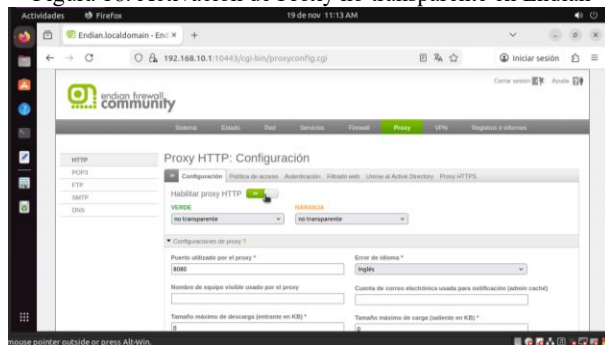 Figura 18. Activación de Proxy no transparente en Endian
Actividades Firefox 19 de nov 11:13 AM
Endian.localdomain - Enc × +
192.168.10.1:10443/cgi-bin/proxyconfig.cgi Iniciar sesión
Cerrar sesión Ayuda
endian firewall
community
Sistema Estado Red Servicios Firewall Proxy VPN Registros e informes
HTTP
POP3
FTP
SMTP
DNS
Proxy HTTP: Configuración
Configuración Política de acceso Autenticación Filtrado web Unirse al Active Directory Proxy HTTPS
Habilitar proxy HTTP
VERDE NARANJA
no transparente no transparente
Configuraciones de proxy ?
Puerto utilizado por el proxy * Error de idioma *
8080 Inglés
Nombre de equipo visible usado por el proxy Cuenta de correo electrónica usada para notificación (admin caché)
Tamaño máximo de descarga (entrante en KB) * Tamaño máximo de carga (saliente en KB) *
0 0
mouse pointer outside or press Alt-Win.